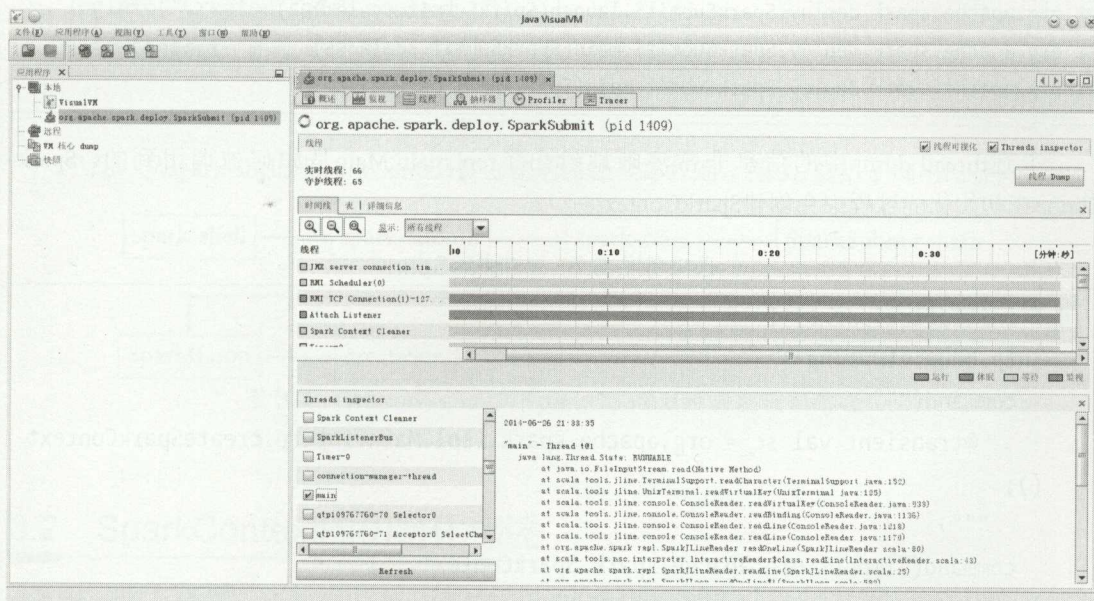 Java VisualVM
文件(F) 应用程序(A) 视图(V) 工具(T) 窗口(W) 帮助(H)
应用程序 ×
本地
VisualVM
org.apache.spark.deploy.SparkSubmit (pid 1409)
远程
VM 核心 dump
快照
org.apache.spark.deploy.SparkSubmit (pid 1409) ×
概述 监视 线程 抽样器 Profiler Tracer
org.apache.spark.deploy.SparkSubmit (pid 1409)
线程
线程可视化 Threads inspector
实时线程: 66
守护线程: 65
线程 Dump
时间线 表 详细信息 ×
显示: 所有线程
线程 0:10 0:20 0:30 [分钟:秒]
JMX server connection tim...
RMI Scheduler(0)
RMI TCP Connection(1)-127...
Attach Listener
Spark Context Cleaner
运行 休眠 等待 监视
Threads inspector ×
Spark Context Cleaner
SparkListenerBus
Timer-0
connection-manager-thread
main
qtp109767760-70 Selector0
qtp109767760-71 Acceptor0 SelectCha
Refresh
2014-06-26 21:33:35
"main" - Thread t@1
java.lang.Thread.State: RUNNABLE
at java.io.FileInputStream.read(Native Method)
at scala.tools.jline.TerminalSupport.readCharacter(TerminalSupport.java:152)
at scala.tools.jline.UnixTerminal.readVirtualKey(UnixTerminal.java:125)
at scala.tools.jline.console.ConsoleReader.readVirtualKey(ConsoleReader.java:939)
at scala.tools.jline.console.ConsoleReader.readBinding(ConsoleReader.java:1136)
at scala.tools.jline.console.ConsoleReader.readLine(ConsoleReader.java:1218)
at scala.tools.jline.console.ConsoleReader.readLine(ConsoleReader.java:1170)
at org.apache.spark.repl.SparkJLineReader.readOneLine(SparkJLineReader.scala:80)
at scala.tools.nsc.interpreter.InteractiveReader$class.readLine(InteractiveReader.scala:43)
at org.apache.spark.repl.SparkJLineReader.readLine(SparkJLineReader.scala:25)